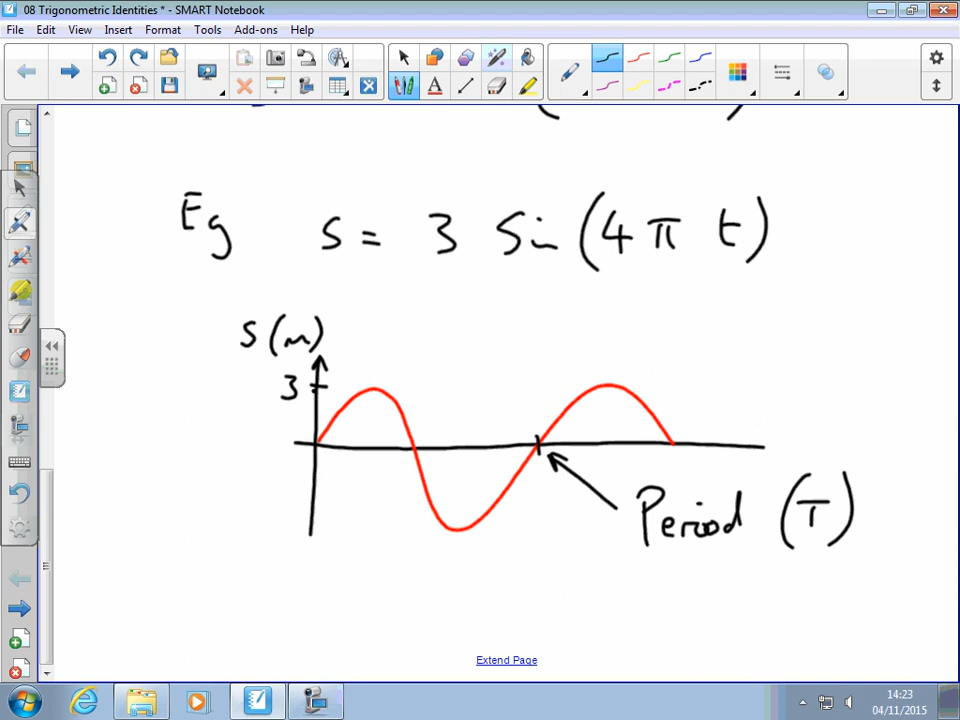 08 Trigonometric Identities * - SMART Notebook
File Edit View Insert Format Tools Add-ons Help
Eg s = 3 Sin(4π t)
s(m)
3
Period (T)
Extend Page
14:23
04/11/2015